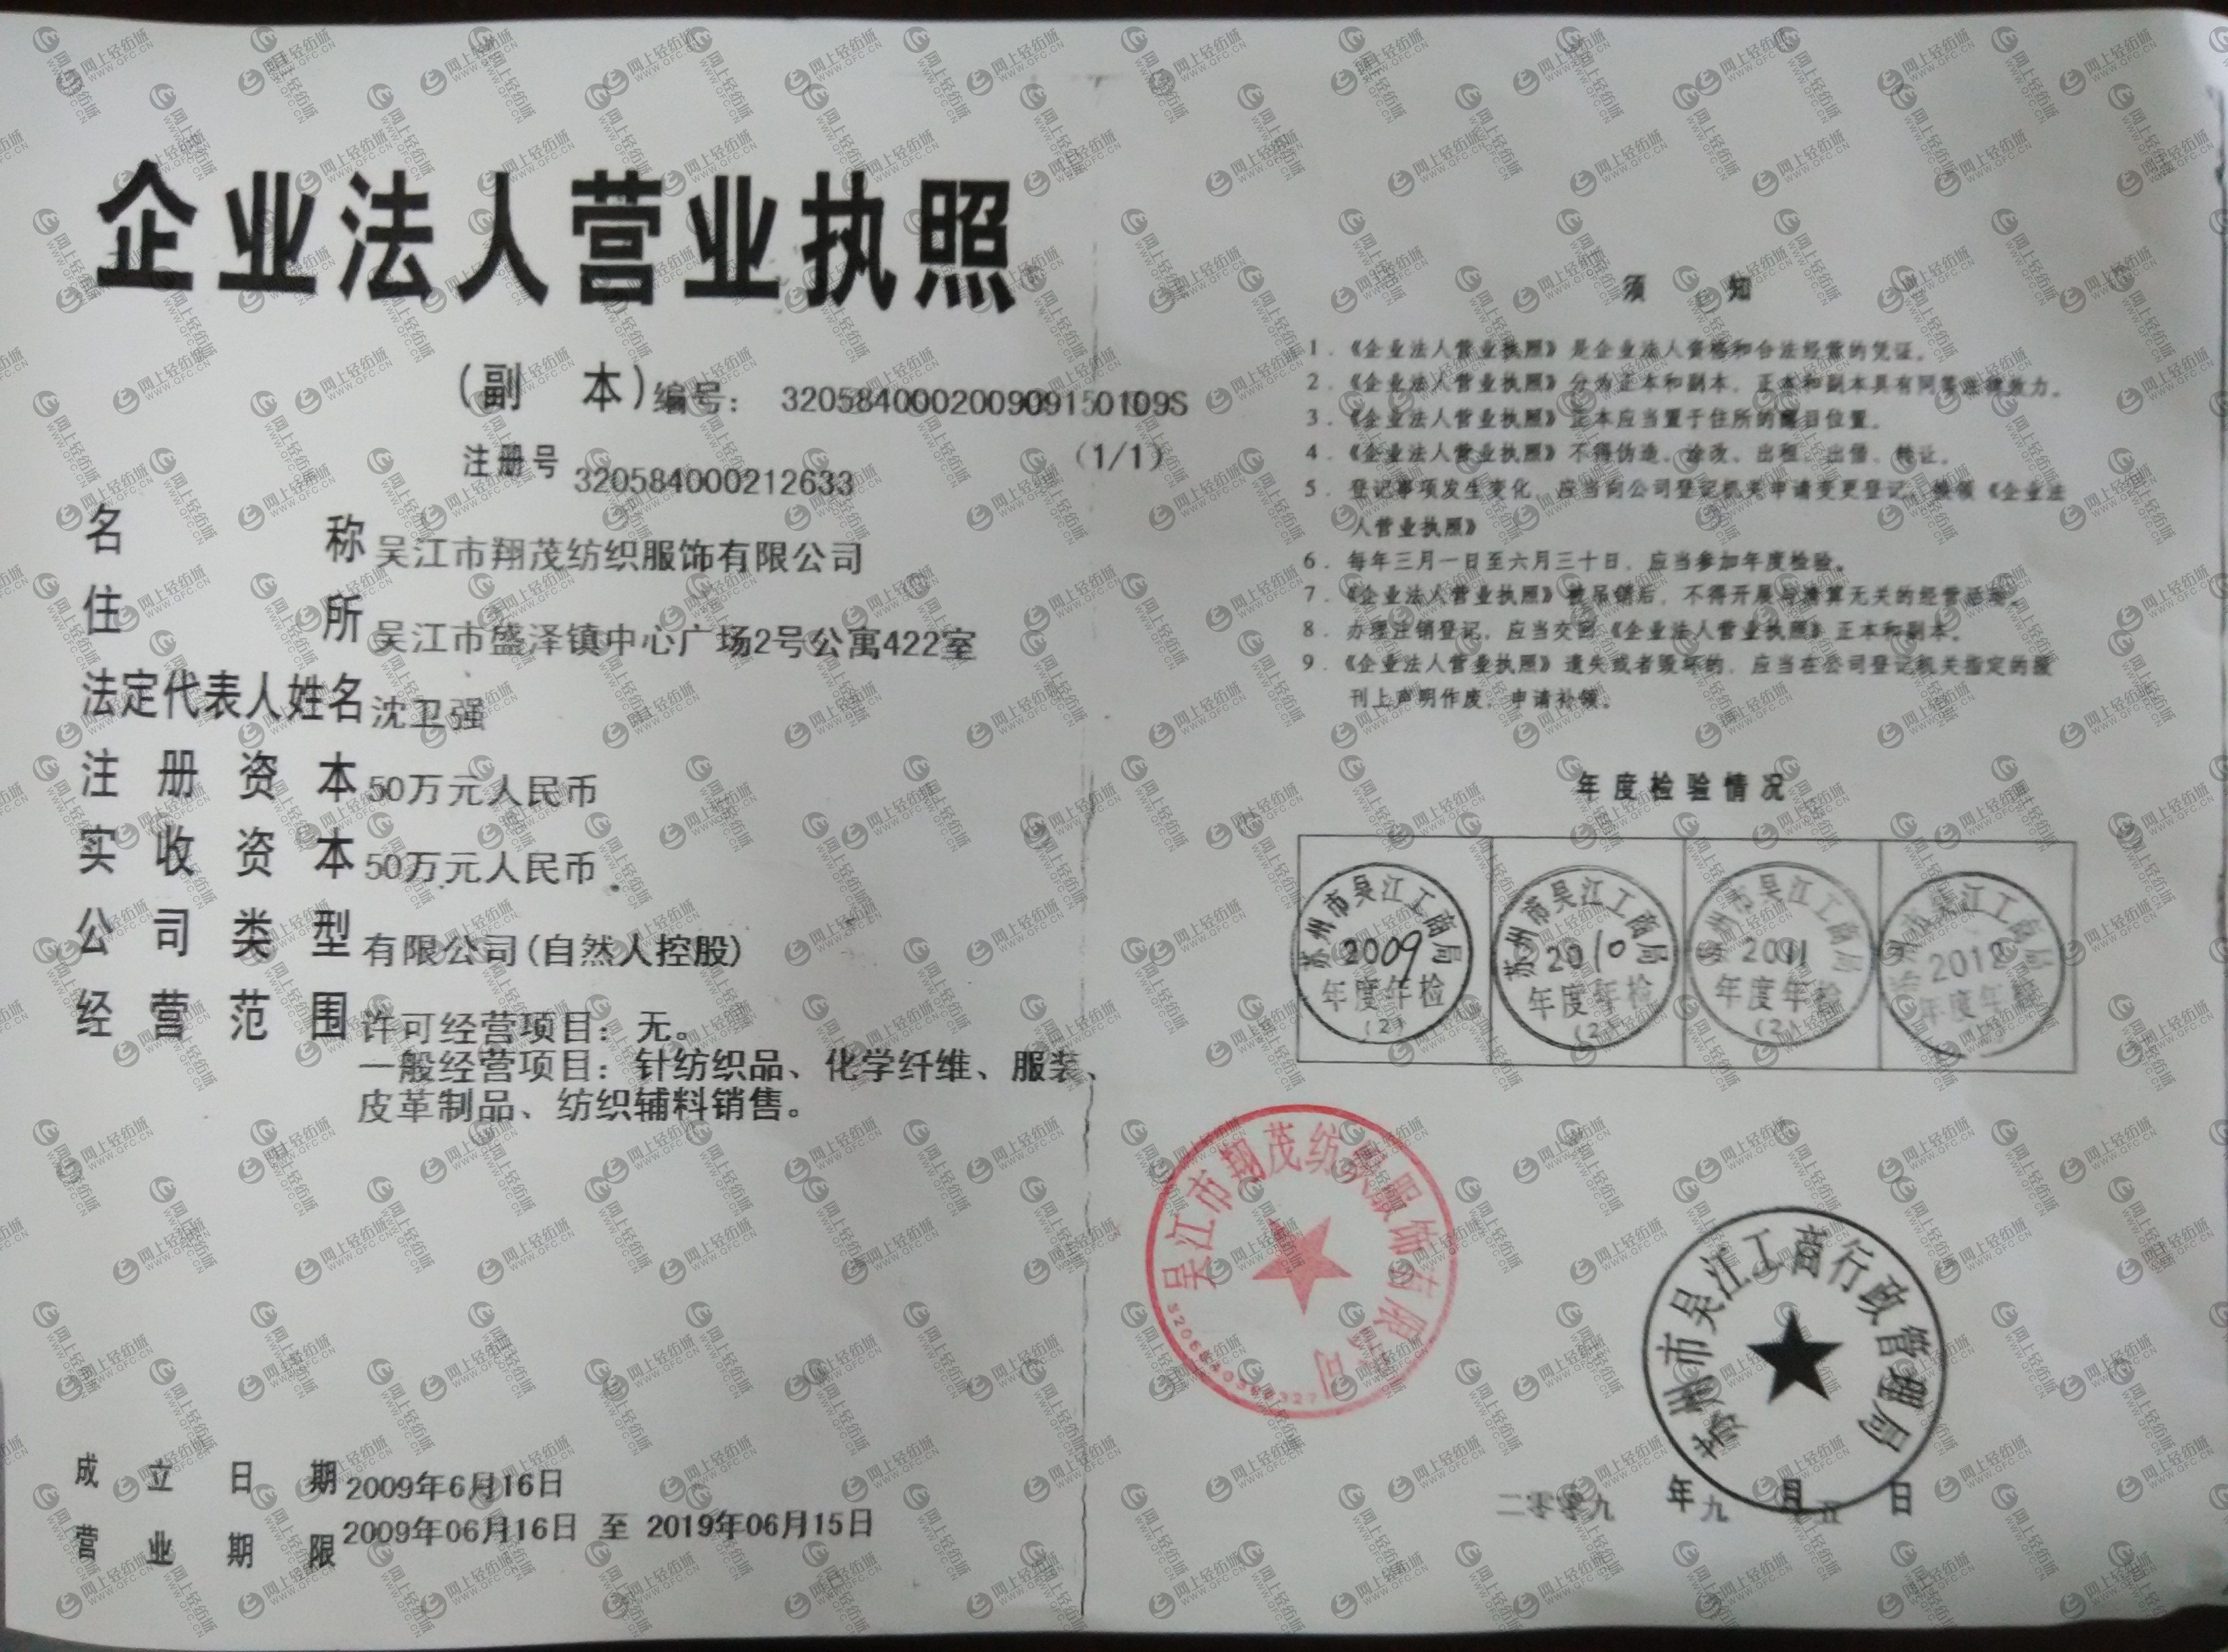 企业法人营业执照
(副 本)编号: 320584000200909150109S
注册号 320584000212633 (1/1)
名 称 吴江市翔茂纺织服饰有限公司
住 所 吴江市盛泽镇中心广场2号公寓422室
法定代表人姓名 沈卫强
注册资本 50万元人民币
实收资本 50万元人民币
公司类型 有限公司(自然人控股)
经营范围 许可经营项目:无。
一般经营项目:针纺织品、化学纤维、服装、
皮革制品、纺织辅料销售。
成立日期 2009年6月16日
营业期限 2009年06月16日 至 2019年06月15日
须 知
1.《企业法人营业执照》是企业法人资格和合法经营的凭证。
2.《企业法人营业执照》分为正本和副本,正本和副本具有同等法律效力。
3.《企业法人营业执照》正本应当置于住所的醒目位置。
4.《企业法人营业执照》不得伪造、涂改、出租、出借、转让。
5.登记事项发生变化,应当向公司登记机关申请变更登记,换领《企业法
人营业执照》
6.每年三月一日至六月三十日,应当参加年度检验。
7.《企业法人营业执照》被吊销后,不得开展与清算无关的经营活动。
8.办理注销登记,应当交回《企业法人营业执照》正本和副本。
9.《企业法人营业执照》遗失或者毁坏的,应当在公司登记机关指定的报
刊上声明作废,申请补领。
年度检验情况
苏州市吴江工商局
2009
年度年检
(2)
苏州市吴江工商局
2010
年度年检
(2)
苏州市吴江工商局
2011
年度年检
(2)
吴江工商局
2012
年度年检
吴江市翔茂纺织服饰有限公司
苏州市吴江工商行政管理局
二零零九 年 九 月 五 日
网上轻纺城
WWW.QFC.CN